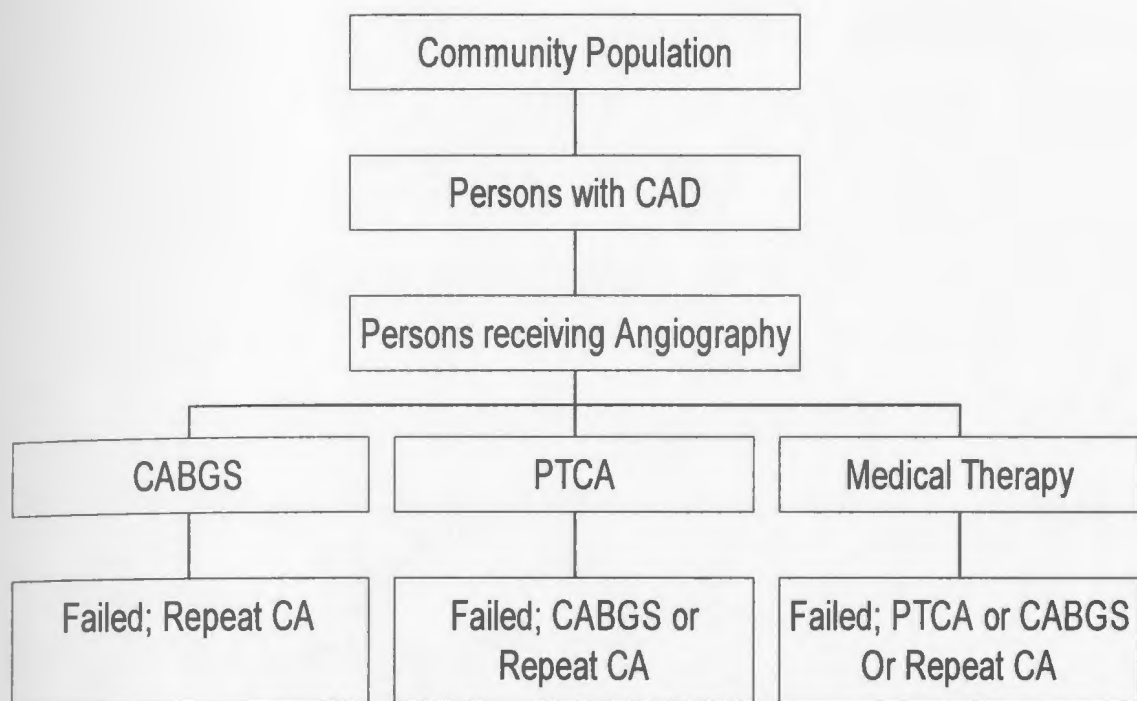 Community Population
Persons with CAD
Persons receiving Angiography
CABGS
PTCA
Medical Therapy
Failed; Repeat CA
Failed; CABGS or
Repeat CA
Failed; PTCA or CABGS
Or Repeat CA